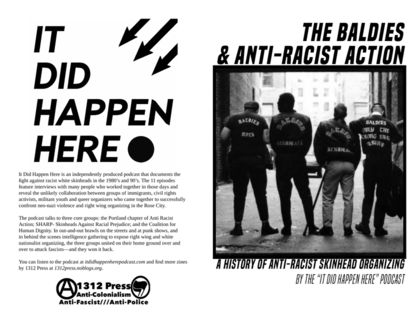 IT
DID
HAPPEN
HERE
It Did Happen Here is an independently produced podcast that documents the
fight against racist white skinheads in the 1980's and 90's. The 11 episodes
feature interviews with many people who worked together in those days and
reveal the unlikely collaboration between groups of immigrants, civil rights
activists, militant youth and queer organizers who came together to successfully
confront neo-nazi violence and right wing organizing in the Rose City.
The podcast talks to three core groups: the Portland chapter of Anti Racist
Action; SHARP- Skinheads Against Racial Prejudice; and the Coalition for
Human Dignity. In out-and-out brawls on the streets and at punk shows, and
in behind the scenes intelligence gathering to expose right wing and white
nationalist organizing, the three groups united on their home ground over and
over to attack fascists—and they won it back.
You can listen to the podcast at itdidhappenherepodcast.com and find more zines
by 1312 Press at 1312press.noblogs.org.
1312 Press
Anti-Colonialism
Anti-Fascist///Anti-Police
THE BALDIES
& ANTI-RACIST ACTION
BALDIES
BALDIES
A HISTORY OF ANTI-RACIST SKINHEAD ORGANIZING
BY THE "IT DID HAPPEN HERE" PODCAST